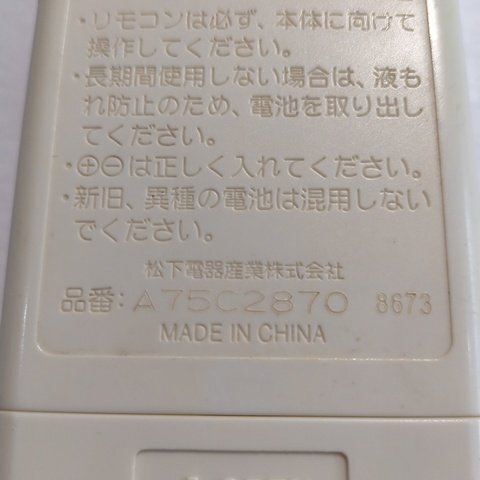 ・リモコンは必ず、本体に向けて
操作してください。
・長期間使用しない場合は、液も
れ防止のため、電池を取り出し
てください。
・⊕⊖は正しく入れてください。
・新旧、異種の電池は混用しない
でください。
松下電器産業株式会社
品番: A75C2870 8673
MADE IN CHINA